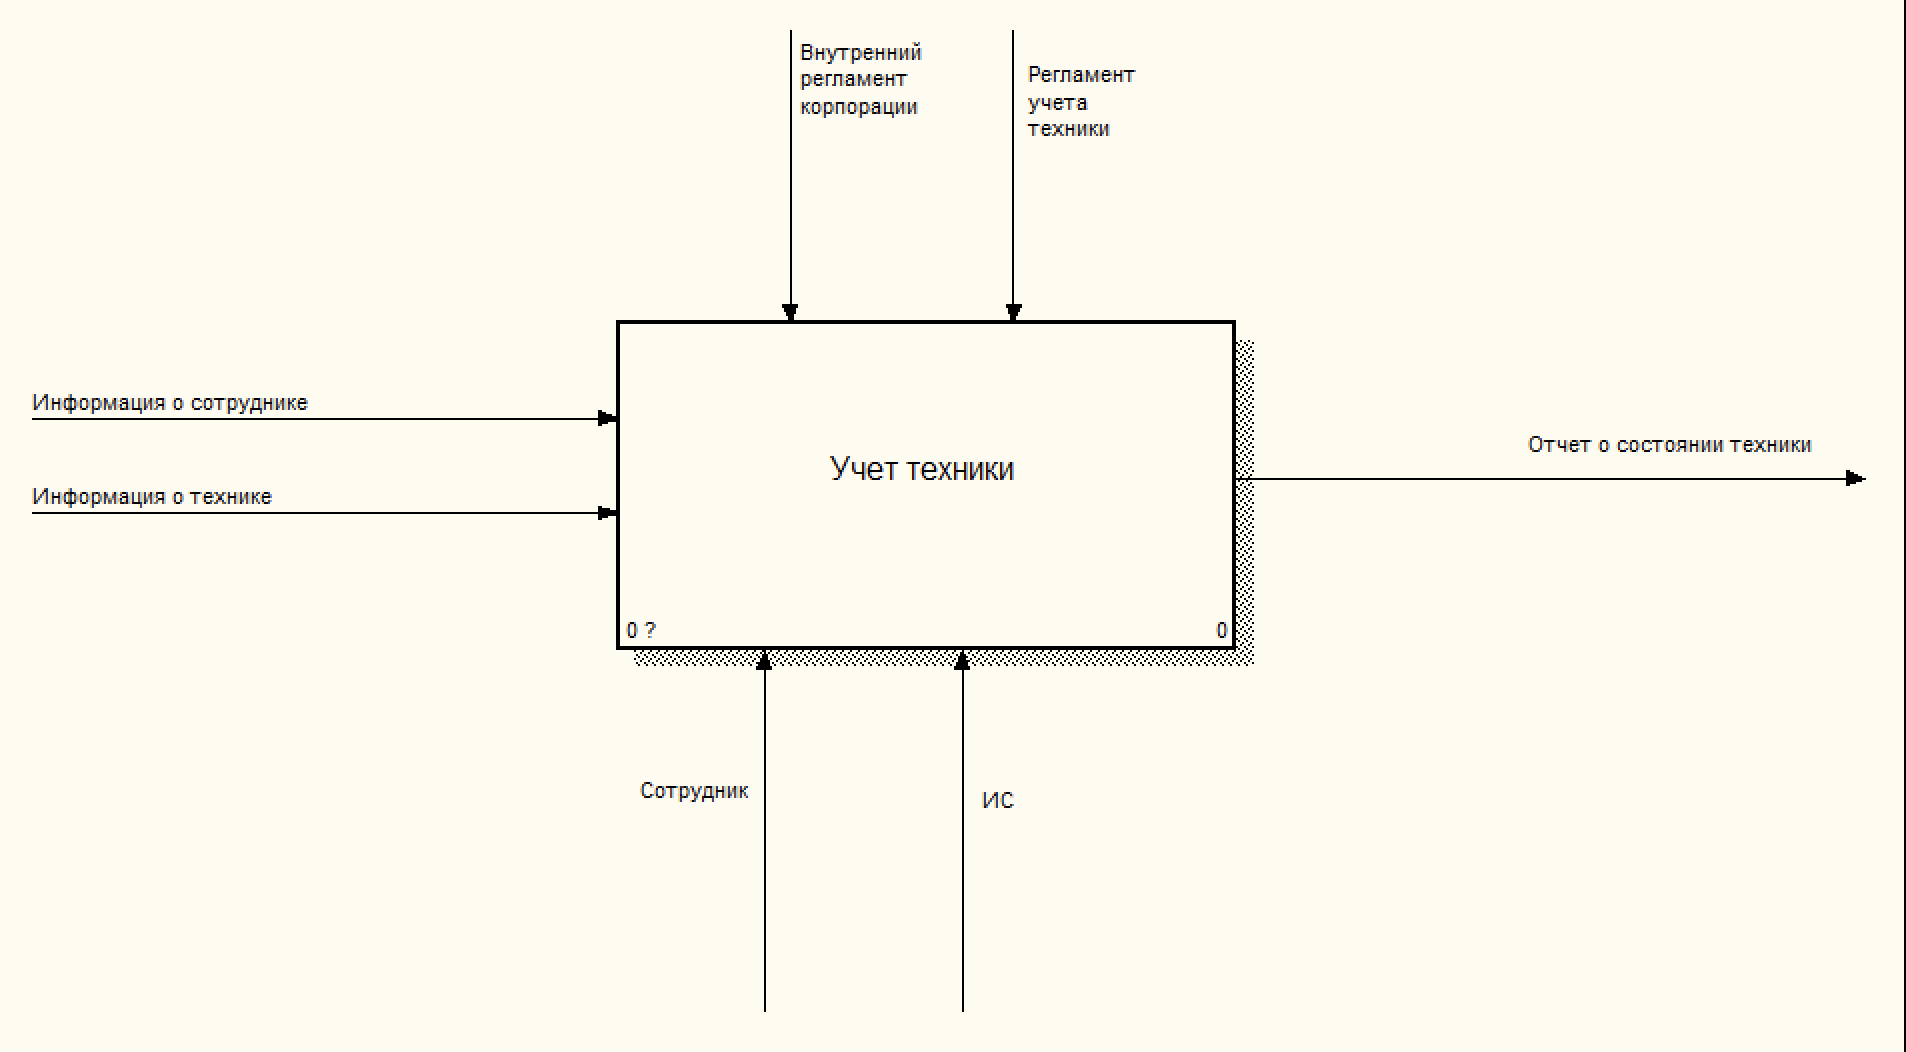 Внутренний
регламент
корпорации
Регламент
учета
техники
Информация о сотруднике
Отчет о состоянии техники
Учет техники
Информация о технике
0 ?
0
Сотрудник
ИС